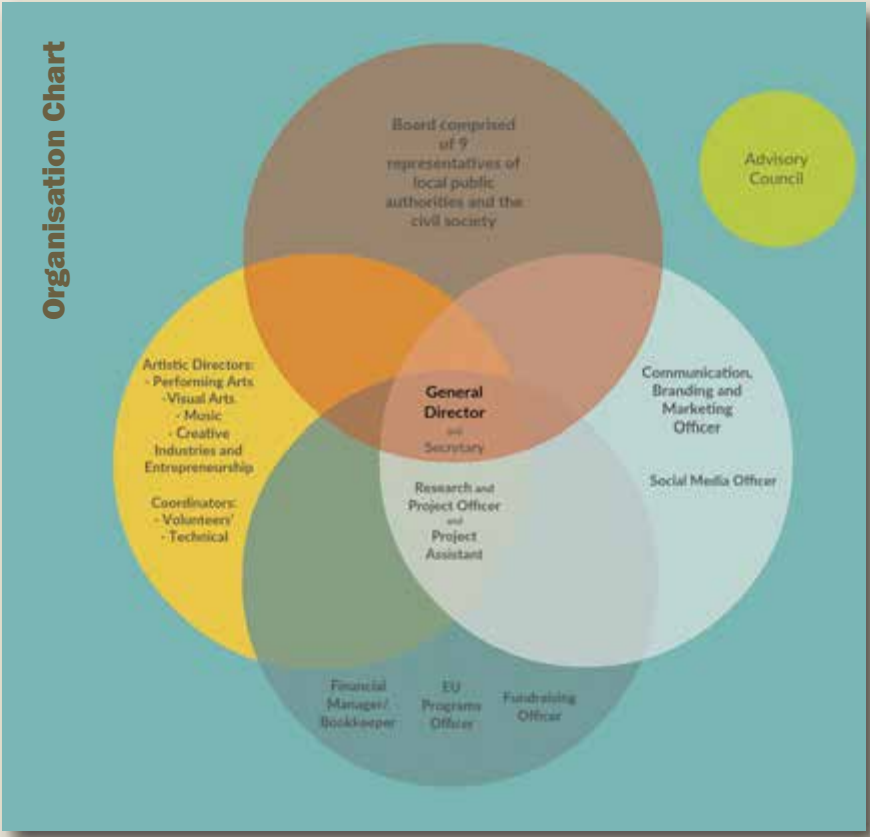 Organisation Chart
Board comprised
of 9
representatives of
local public
authorities and the
civil society
Advisory
Council
Artistic Directors:
- Performing Arts
-Visual Arts
- Music
- Creative
Industries and
Entrepreneurship
Coordinators:
- Volunteers'
- Technical
General
Director
and
Secretary
Research and
Project Officer
and
Project
Assistant
Communication,
Branding and
Marketing
Officer
Social Media Officer
Financial
Manager/
Bookkeeper
EU
Programs
Officer
Fundraising
Officer